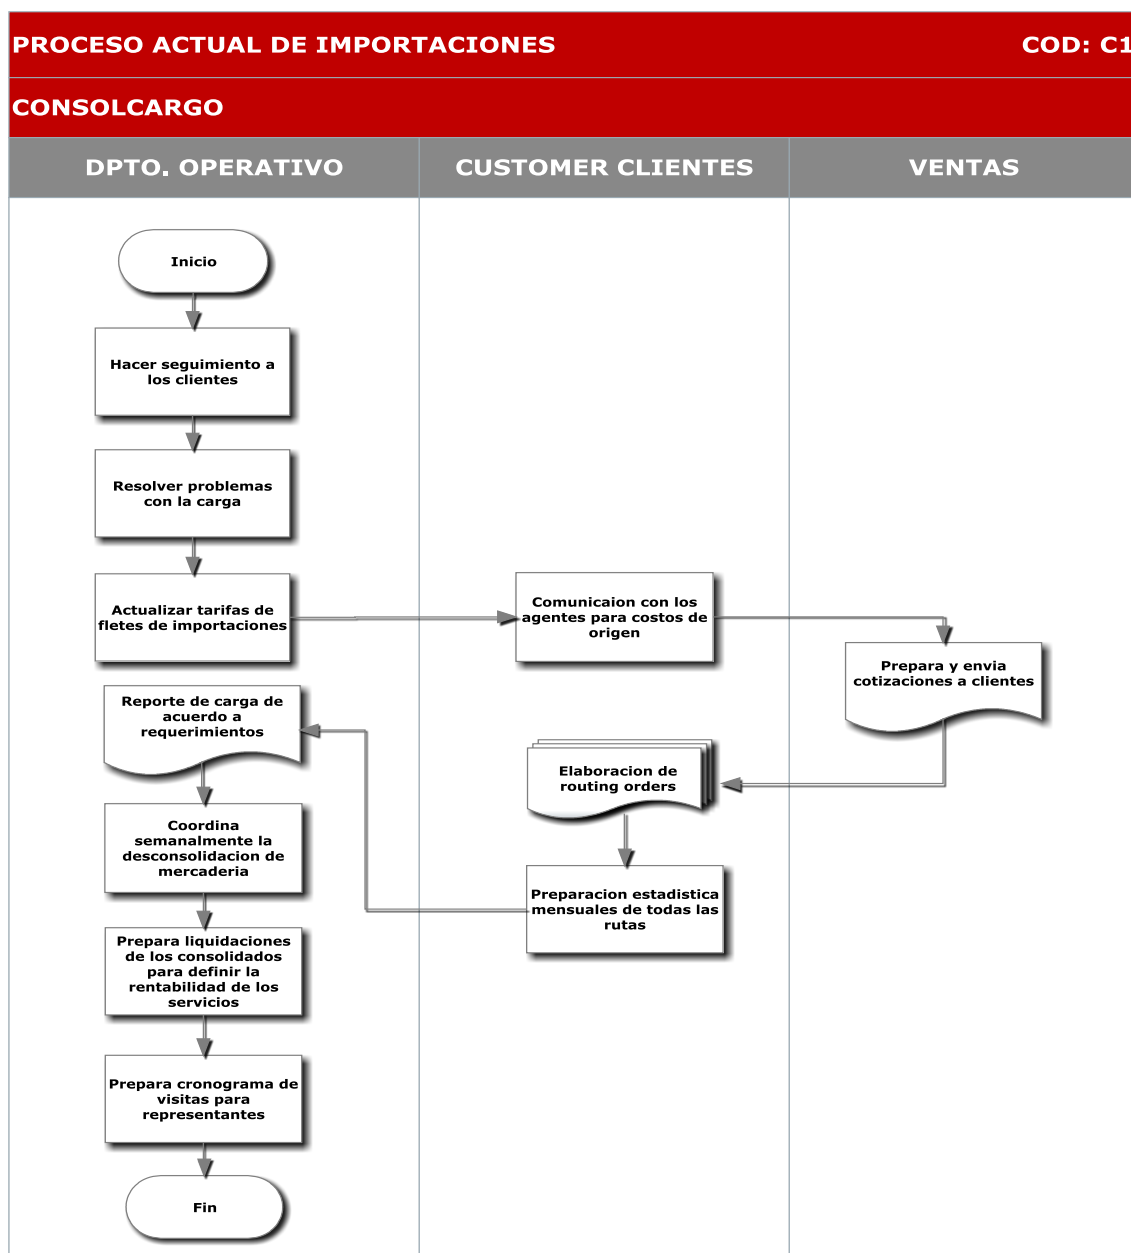 PROCESO ACTUAL DE IMPORTACIONES COD: C1
CONSOLCARGO
DPTO. OPERATIVO CUSTOMER CLIENTES VENTAS
Inicio
Hacer seguimiento a
los clientes
Resolver problemas
con la carga
Actualizar tarifas de
fletes de importaciones
Comunicaion con los
agentes para costos de
origen
Prepara y envia
cotizaciones a clientes
Elaboracion de
routing orders
Preparacion estadistica
mensuales de todas las
rutas
Reporte de carga de
acuerdo a
requerimientos
Coordina
semanalmente la
desconsolidacion de
mercaderia
Prepara liquidaciones
de los consolidados
para definir la
rentabilidad de los
servicios
Prepara cronograma de
visitas para
representantes
Fin